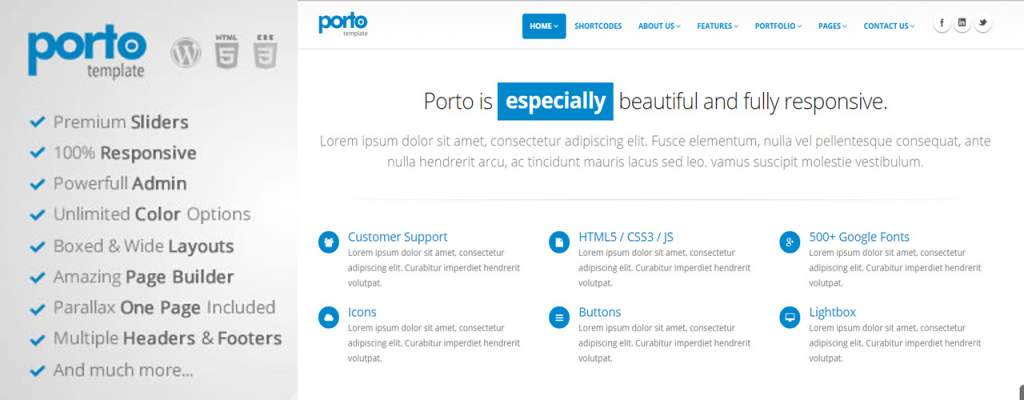 porto
template
HTML
CSS
Premium Sliders
100% Responsive
Powerfull Admin
Unlimited Color Options
Boxed & Wide Layouts
Amazing Page Builder
Parallax One Page Included
Multiple Headers & Footers
And much more...
porto
template
HOME
SHORTCODES
ABOUT US
FEATURES
PORTFOLIO
PAGES
CONTACT US
Porto is especially beautiful and fully responsive.
Lorem ipsum dolor sit amet, consectetur adipiscing elit. Fusce elementum, nulla vel pellentesque consequat, ante
nulla hendrerit arcu, ac tincidunt mauris lacus sed leo. vamus suscipit molestie vestibulum.
Customer Support
Lorem ipsum dolor sit amet, consectetur
adipiscing elit. Curabitur imperdiet hendrerit
volutpat.
HTML5 / CSS3 / JS
Lorem ipsum dolor sit amet, consectetur
adipiscing elit. Curabitur imperdiet hendrerit
volutpat.
500+ Google Fonts
Lorem ipsum dolor sit amet, consectetur
adipiscing elit. Curabitur imperdiet hendrerit
volutpat.
Icons
Lorem ipsum dolor sit amet, consectetur
adipiscing elit. Curabitur imperdiet hendrerit
volutpat.
Buttons
Lorem ipsum dolor sit amet, consectetur
adipiscing elit. Curabitur imperdiet hendrerit
volutpat.
Lightbox
Lorem ipsum dolor sit amet, consectetur
adipiscing elit. Curabitur imperdiet hendrerit
volutpat.